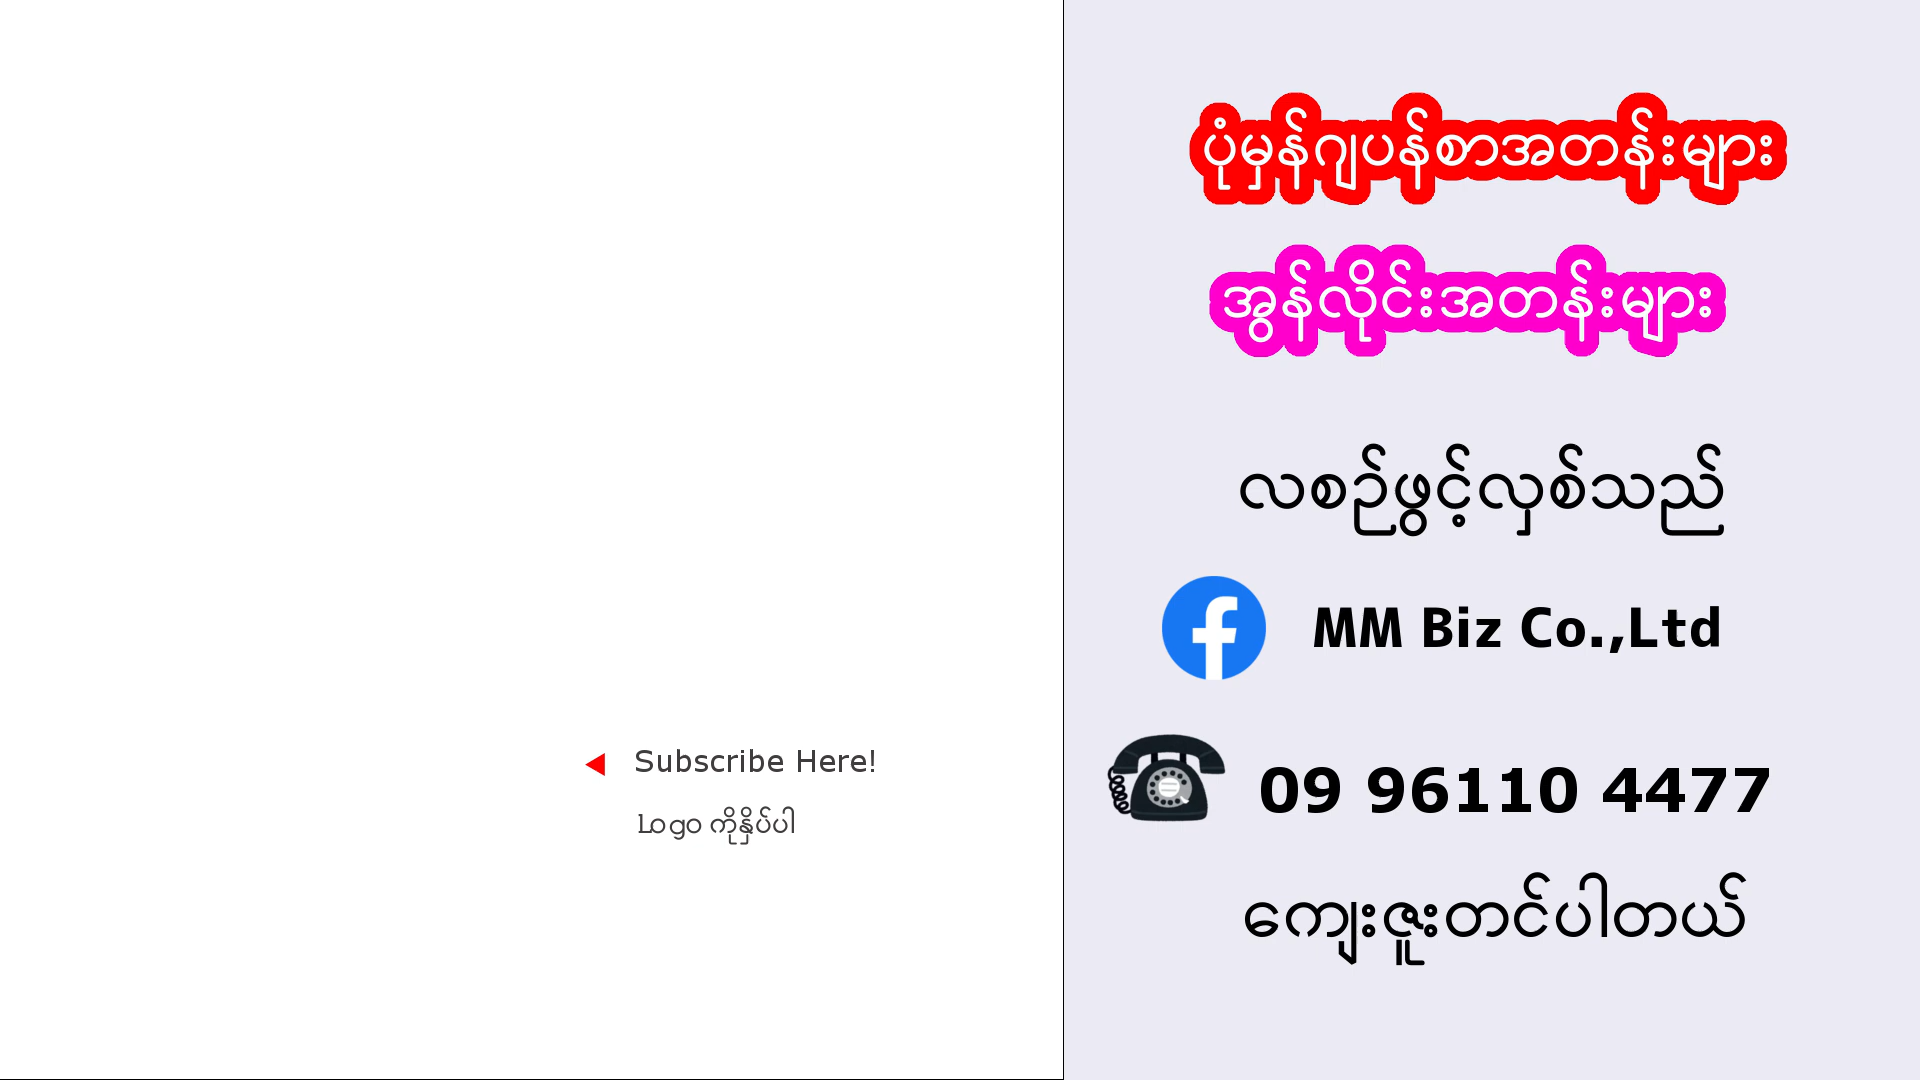 ပုံမှန်ဂျပန်စာအတန်းများ
အွန်လိုင်းအတန်းများ
လစဉ်ဖွင့်လှစ်သည်
MM Biz Co.,Ltd
09 96110 4477
ကျေးဇူးတင်ပါတယ်
Subscribe Here!
Logo ကိုနှိပ်ပါ